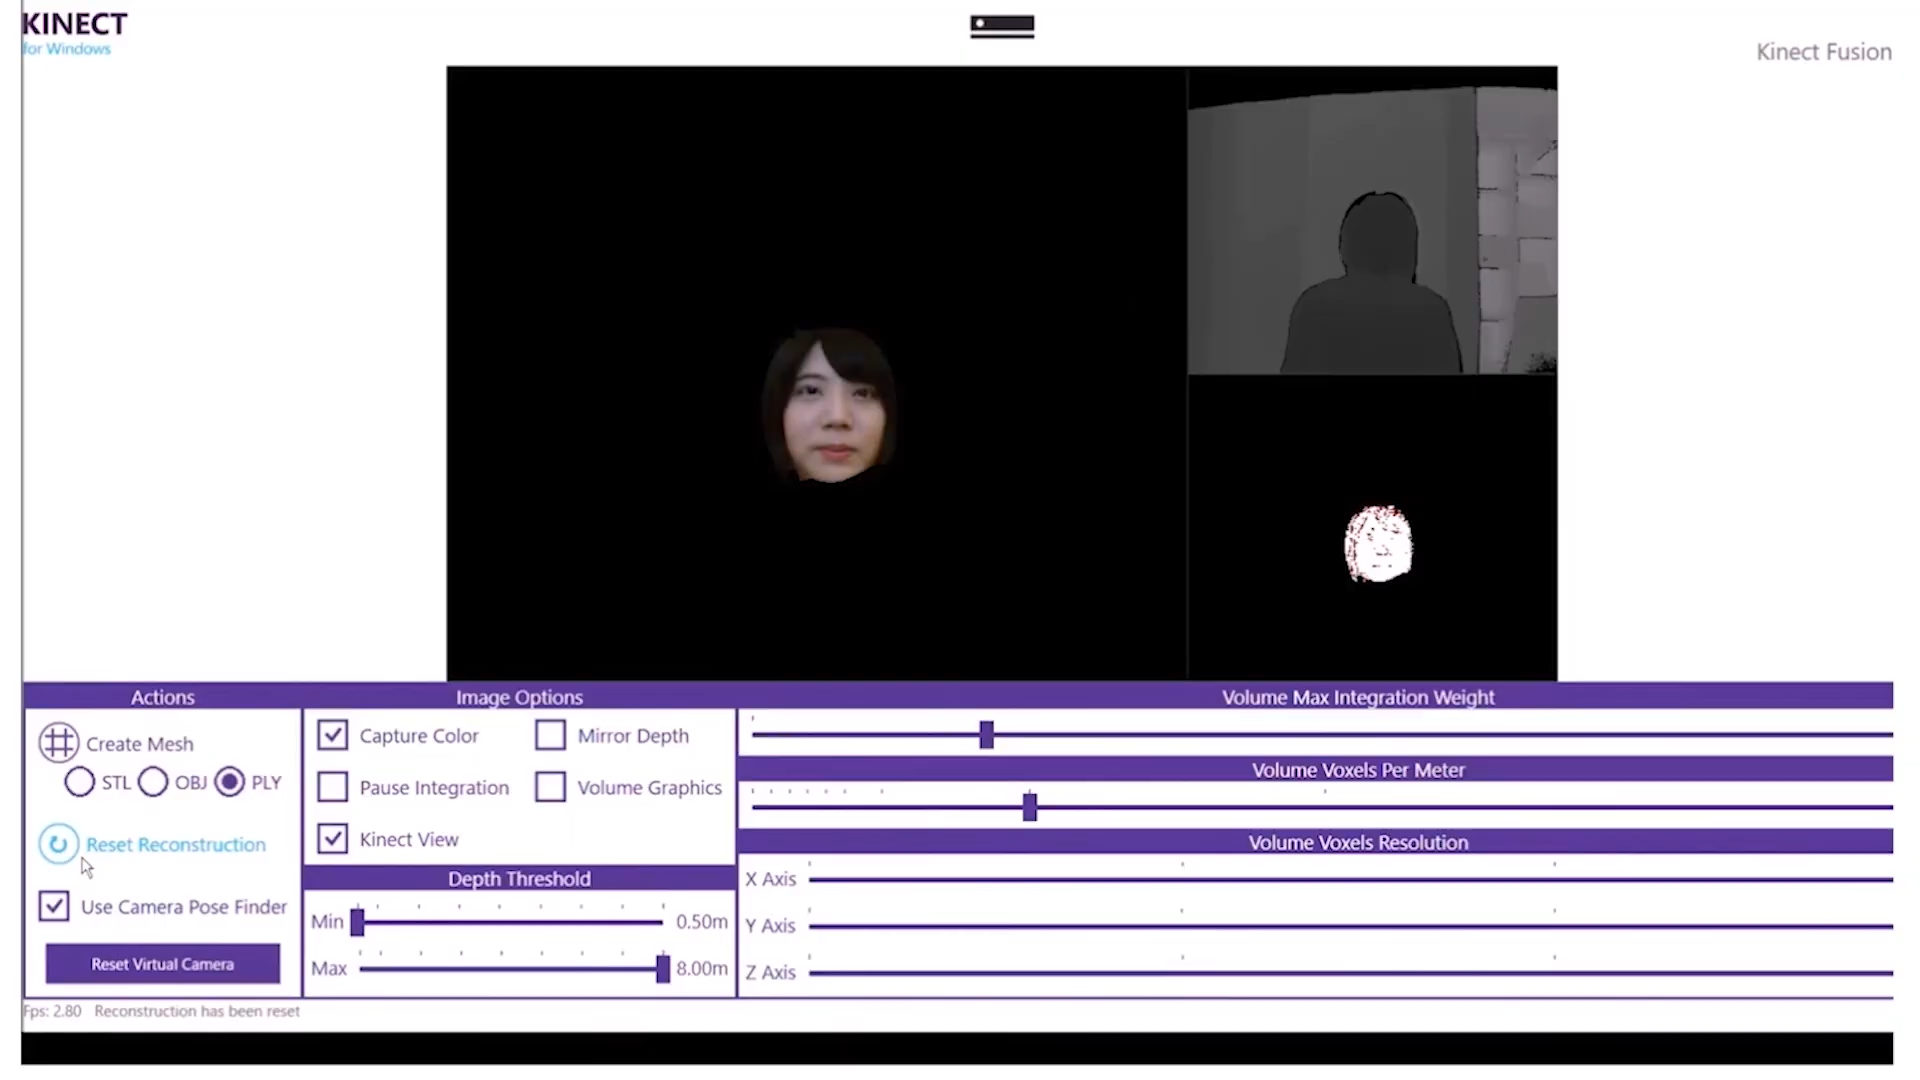 KINECT
for Windows
Kinect Fusion
Actions
Create Mesh
STL OBJ PLY
Reset Reconstruction
Use Camera Pose Finder
Reset Virtual Camera
Image Options
Capture Color Mirror Depth
Pause Integration Volume Graphics
Kinect View
Depth Threshold
Min 0.50m
Max 8.00m
Volume Max Integration Weight
Volume Voxels Per Meter
Volume Voxels Resolution
X Axis
Y Axis
Z Axis
Fps: 2.80 Reconstruction has been reset